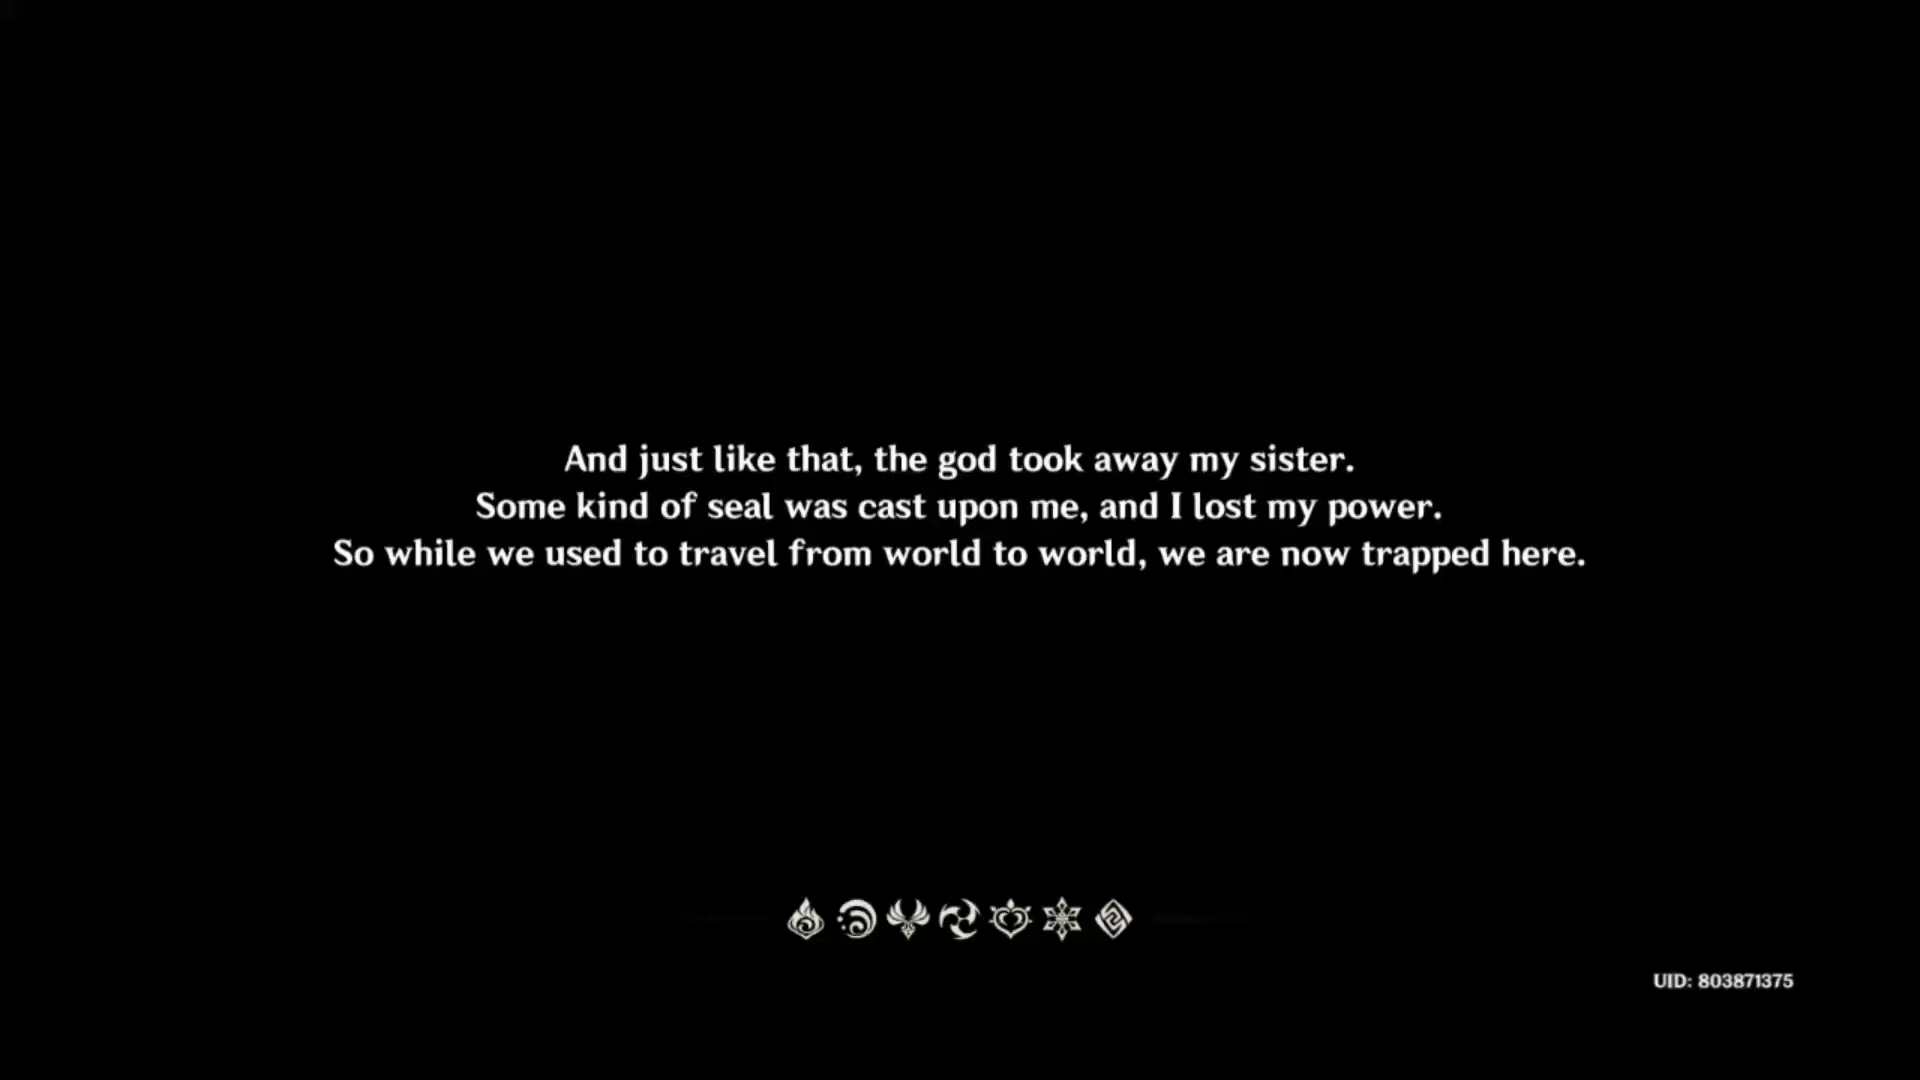 And just like that, the god took away my sister.
Some kind of seal was cast upon me, and I lost my power.
So while we used to travel from world to world, we are now trapped here.
UID: 803871375